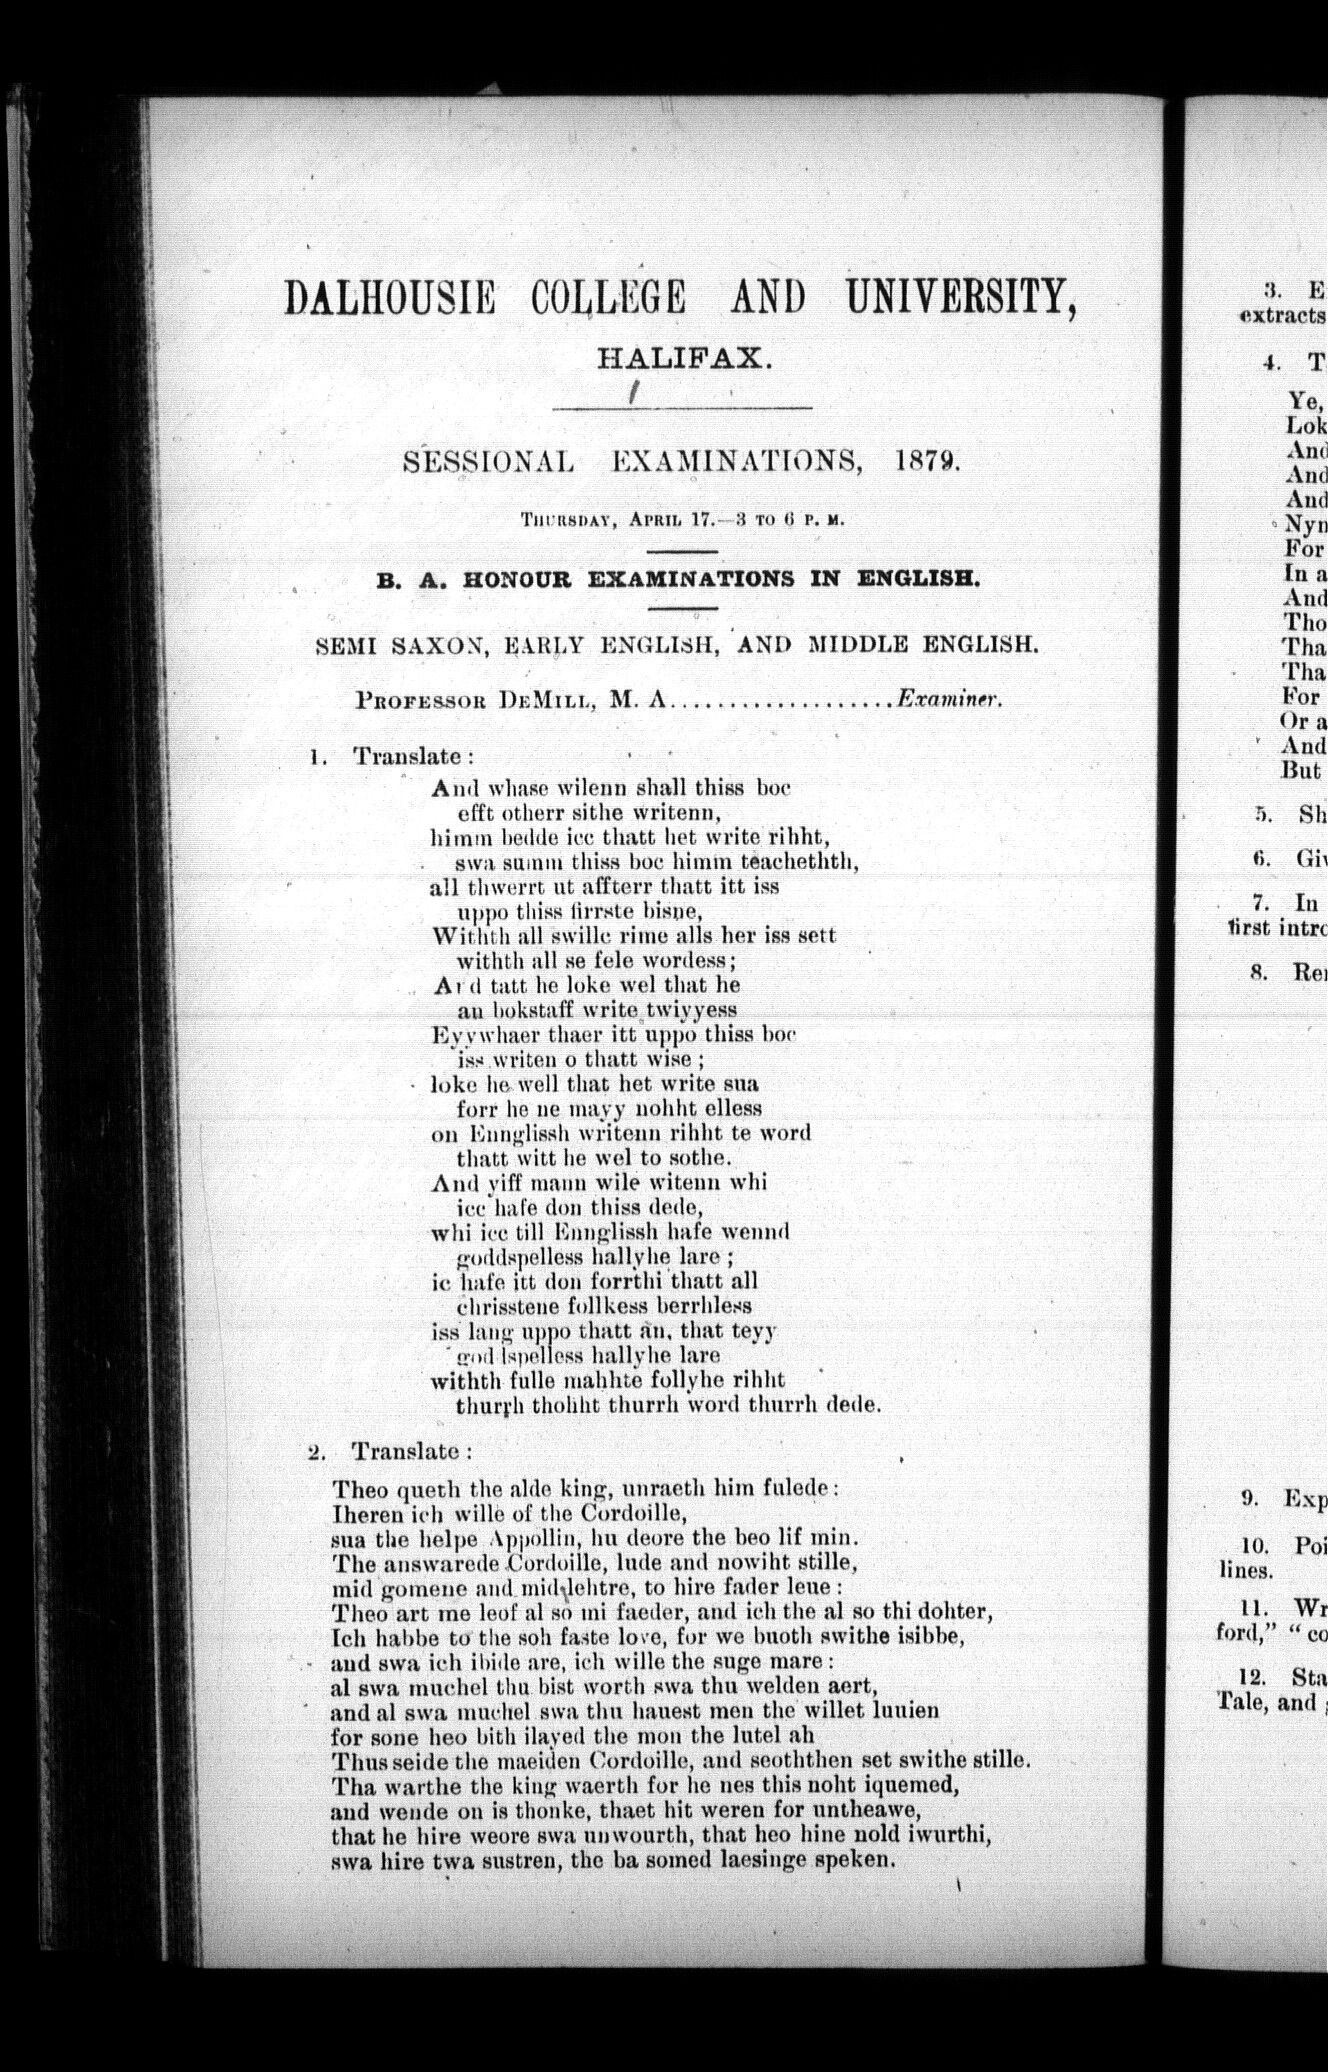 DALHOUSIE COLLEGE AND UNIVERSITY,
HALIFAX.
SESSIONAL EXAMINATIONS, 1879.
THURSDAY, APRIL 17.—3 TO 6 P. M.
B. A. HONOUR EXAMINATIONS IN ENGLISH.
SEMI SAXON, EARLY ENGLISH, AND MIDDLE ENGLISH.
PROFESSOR DEMILL, M. A...................Examiner.
1. Translate :
And whase wilenn shall thiss boc
efft otherr sithe writenn,
himm bedde icc thatt het write rihht,
swa summ thiss boc himm teachethth,
all thwerrt ut affterr thatt itt iss
uppo thiss firrste bisne,
Withth all swillc rime alls her iss sett
withth all se fele wordess;
And tatt he loke wel that he
an bokstaff write twiyyess
Eyywhaer thaer itt uppo thiss boc
iss writen o thatt wise ;
loke he well that het write sua
forr he ne mayy nohht elless
on Ennglissh writenn rihht te word
thatt witt he wel to sothe.
And yiff mann wile witenn whi
icc hafe don thiss dede,
whi icc till Ennglissh hafe wennd
goddspelless hallyhe lare ;
ic hafe itt don forrthi thatt all
chrisstene follkess berrhless
iss lang uppo thatt an, that teyy
goddspelless hallyhe lare
withth fulle mahhte follyhe rihht
thurrh thohht thurrh word thurrh dede.
2. Translate :
Theo queth the alde king, unraeth him fulede :
Iheren ich wille of the Cordoille,
sua the helpe Appollin, hu deore the beo lif min.
The answarede Cordoille, lude and nowiht stille,
mid gomene and mid lehtre, to hire fader leue :
Theo art me leof al so mi faeder, and ich the al so thi dohter,
Ich habbe to the soh faste love, for we buoth swithe isibbe,
and swa ich ibide are, ich wille the suge mare :
al swa muchel thu bist worth swa thu welden aert,
and al swa muchel swa thu hauest men the willet luuien
for sone heo bith ilayed the mon the lutel ah
Thus seide the maeiden Cordoille, and seoththen set swithe stille.
Tha warthe the king waerth for he nes this noht iquemed,
and wende on is thonke, thaet hit weren for untheawe,
that he hire weore swa unwourth, that heo hine nold iwurthi,
swa hire twa sustren, the ba somed laesinge speken.
3. E
extracts
4. T
Ye,
Lok
And
And
And
Nyn
For
In a
And
Tho
Tha
Tha
For
Or a
And
But
5. Sh
6. Giv
7. In
first intro
8. Rei
9. Exp
10. Poi
lines.
11. Wr
ford," "co
12. Sta
Tale, and